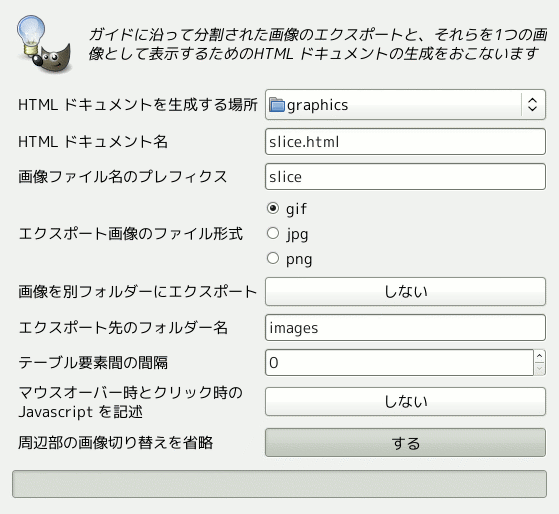 ガイドに沿って分割された画像のエクスポートと、それらを1つの画
像として表示するためのHTML ドキュメントの生成をおこないます
HTML ドキュメントを生成する場所 graphics
HTML ドキュメント名 slice.html
画像ファイル名のプレフィクス slice
gif
エクスポート画像のファイル形式 jpg
png
画像を別フォルダーにエクスポート しない
エクスポート先のフォルダー名 images
テーブル要素間の間隔 0
マウスオーバー時とクリック時の
Javascript を記述 しない
周辺部の画像切り替えを省略 する